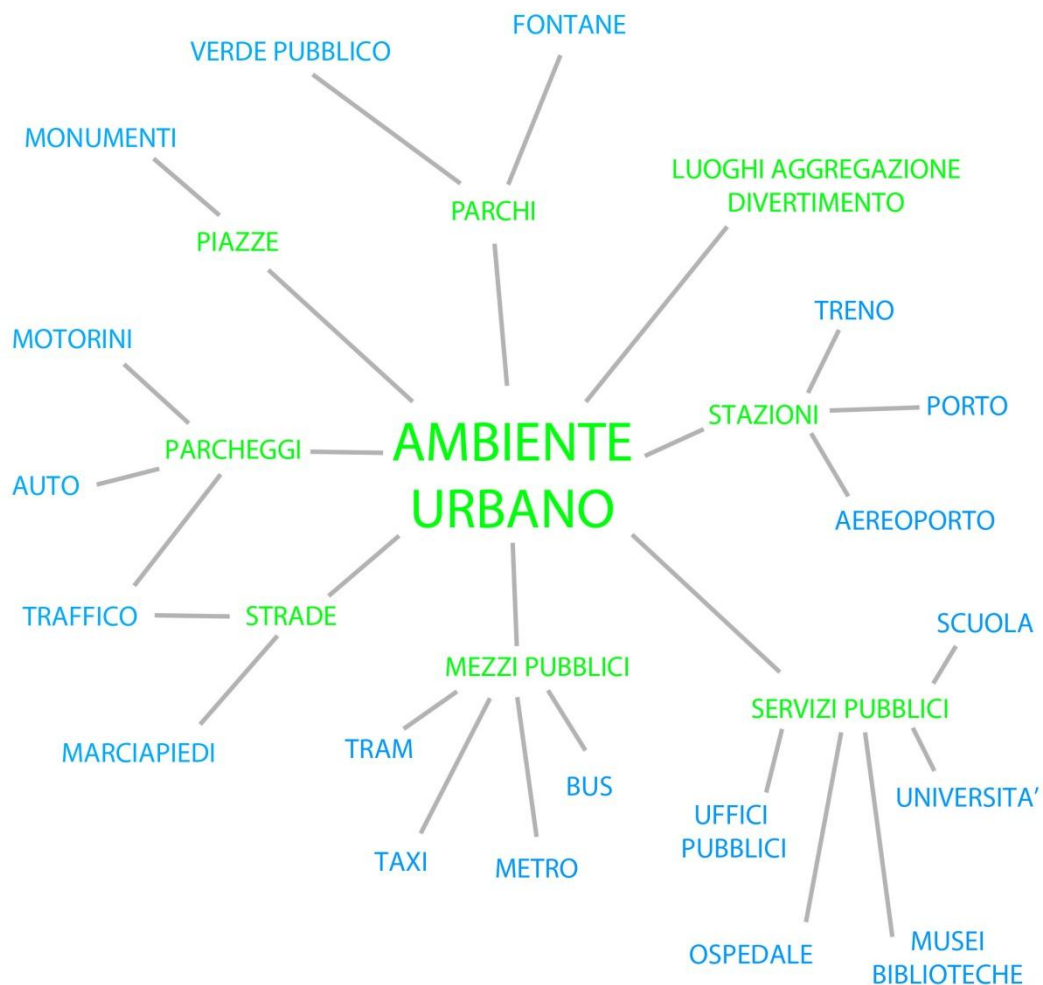 FONTANE
VERDE PUBBLICO
MONUMENTI
LUOGHI AGGREGAZIONE
DIVERTIMENTO
PARCHI
PIAZZE
TRENO
MOTORINI
PORTO
STAZIONI
PARCHEGGI
AMBIENTE
URBANO
AUTO
AEREOPORTO
TRAFFICO
STRADE
SCUOLA
MEZZI PUBBLICI
SERVIZI PUBBLICI
MARCIAPIEDI
TRAM
BUS
UNIVERSITA'
UFFICI
PUBBLICI
TAXI
METRO
OSPEDALE
MUSEI
BIBLIOTECHE